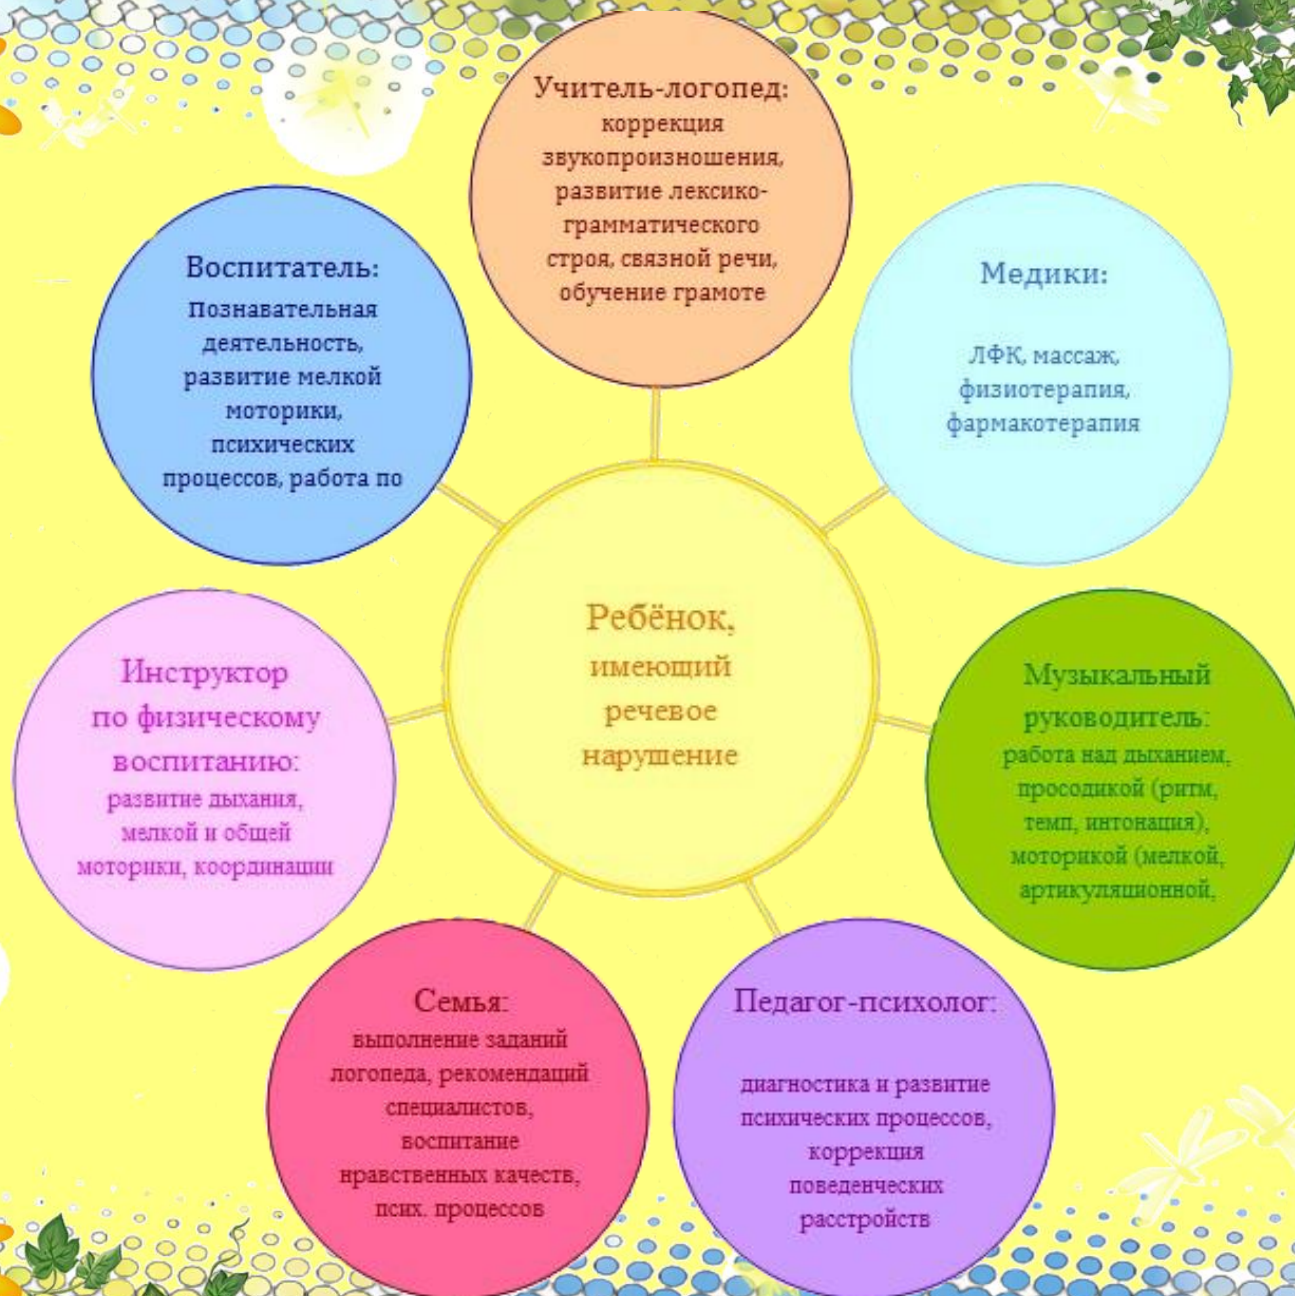 Учитель-логопед:
коррекция
звукопроизношения,
развитие лексико-
грамматического
строя, связной речи,
обучение грамоте
Воспитатель:
Познавательная
деятельность,
развитие мелкой
моторики,
психических
процессов, работа по
Медики:
ЛФК, массаж,
физиотерапия,
фармакотерапия
Ребёнок,
имеющий
речевое
нарушение
Инструктор
по физическому
воспитанию:
развитие дыхания,
мелкой и общей
моторики, координации
Музыкальный
руководитель:
работа над дыханием,
просодикой (ритм,
темп, интонация),
моторикой (мелкой,
артикуляционной,
Семья:
выполнение заданий
логопеда, рекомендаций
специалистов,
воспитание
нравственных качеств,
псих. процессов
Педагог-психолог:
диагностика и развитие
психических процессов,
коррекция
поведенческих
расстройств